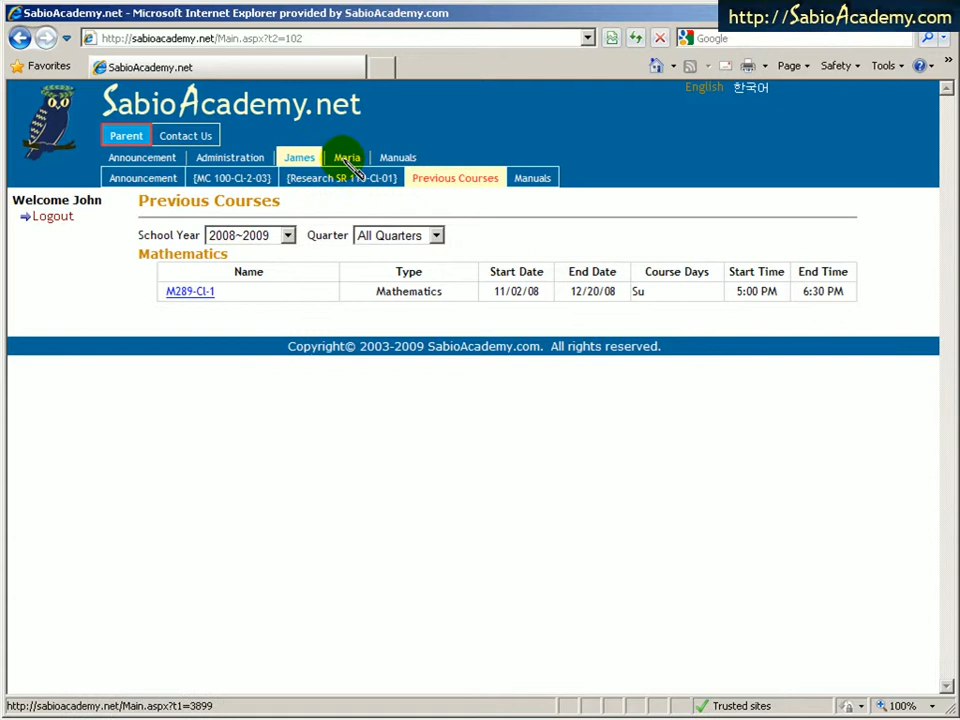 SabioAcademy.net - Microsoft Internet Explorer provided by SabioAcademy.com
http://SabioAcademy.com
http://sabioacademy.net/Main.aspx?t2=102
Google
Favorites
SabioAcademy.net
Page
Safety
Tools
SabioAcademy.net
English 한국어
Parent
Contact Us
Announcement
Administration
James
Maria
Manuals
Announcement
{MC 100-Cl-2-03}
{Research SR 110-Cl-01}
Previous Courses
Manuals
Welcome John
Logout
Previous Courses
School Year 2008~2009 Quarter All Quarters
Mathematics
Name Type Start Date End Date Course Days Start Time End Time
M289-Cl-1 Mathematics 11/02/08 12/20/08 Su 5:00 PM 6:30 PM
Copyright© 2003-2009 SabioAcademy.com. All rights reserved.
http://sabioacademy.net/Main.aspx?t1=3899
Trusted sites
100%